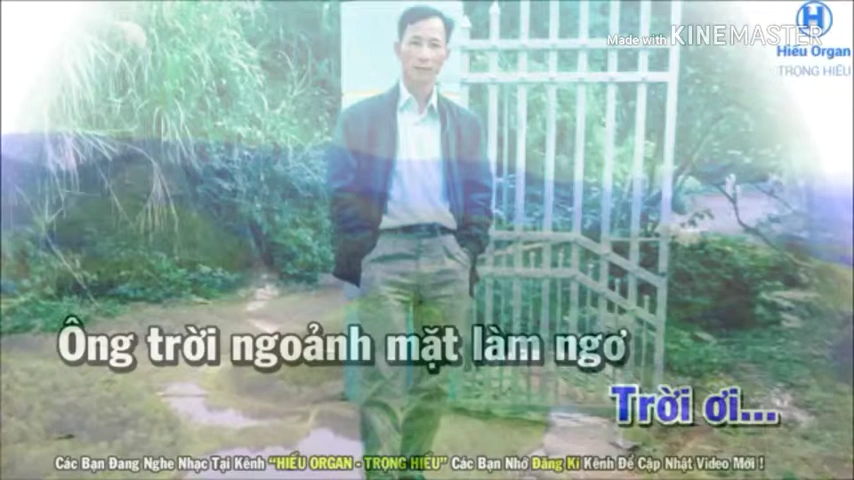 Made with KINEMASTER
H
Hiếu Organ
TRỌNG HIẾU
Ông trời ngoảnh mặt làm ngơ
Trời ơi...
Các Bạn Đang Nghe Nhạc Tại Kênh "HIẾU ORGAN - TRỌNG HIẾU" Các Bạn Nhớ Đăng Kí Kênh Để Cập Nhật Video Mới !